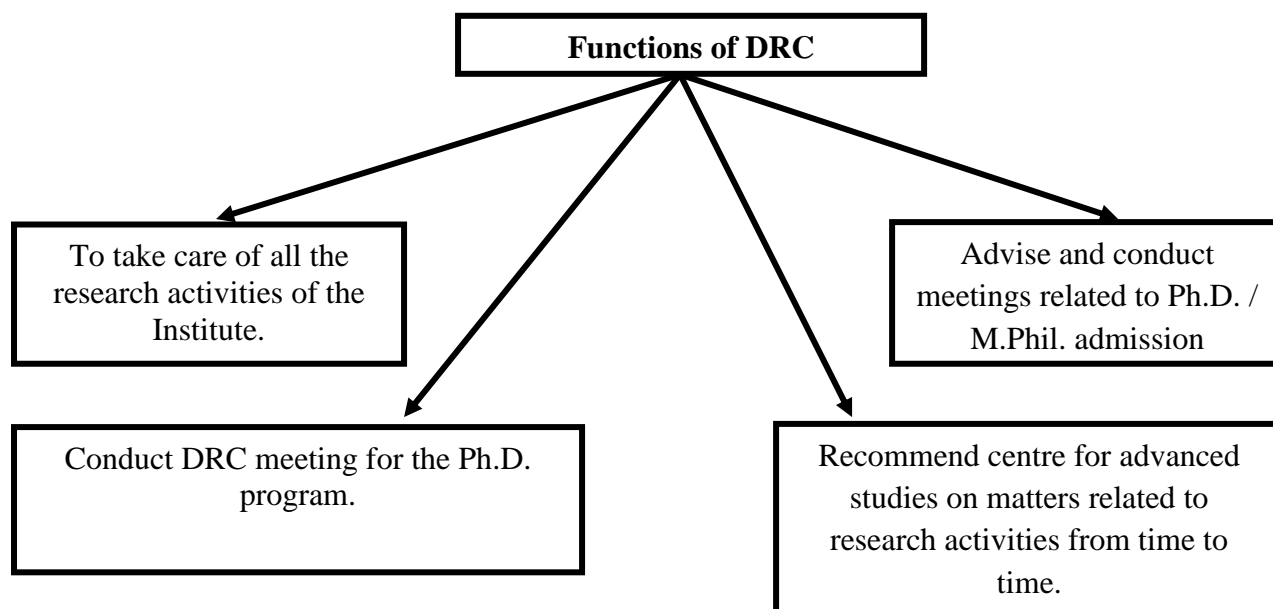 Functions of DRC
To take care of all the
research activities of the
Institute.
Advise and conduct
meetings related to Ph.D. /
M.Phil. admission
Conduct DRC meeting for the Ph.D.
program.
Recommend centre for advanced
studies on matters related to
research activities from time to
time.